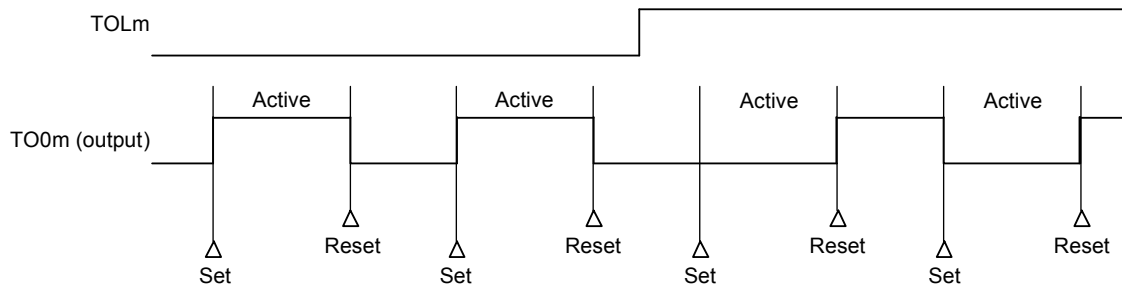 TOLm
Active Active Active Active
TO0m (output)
Reset Reset Reset Reset
Set Set Set Set